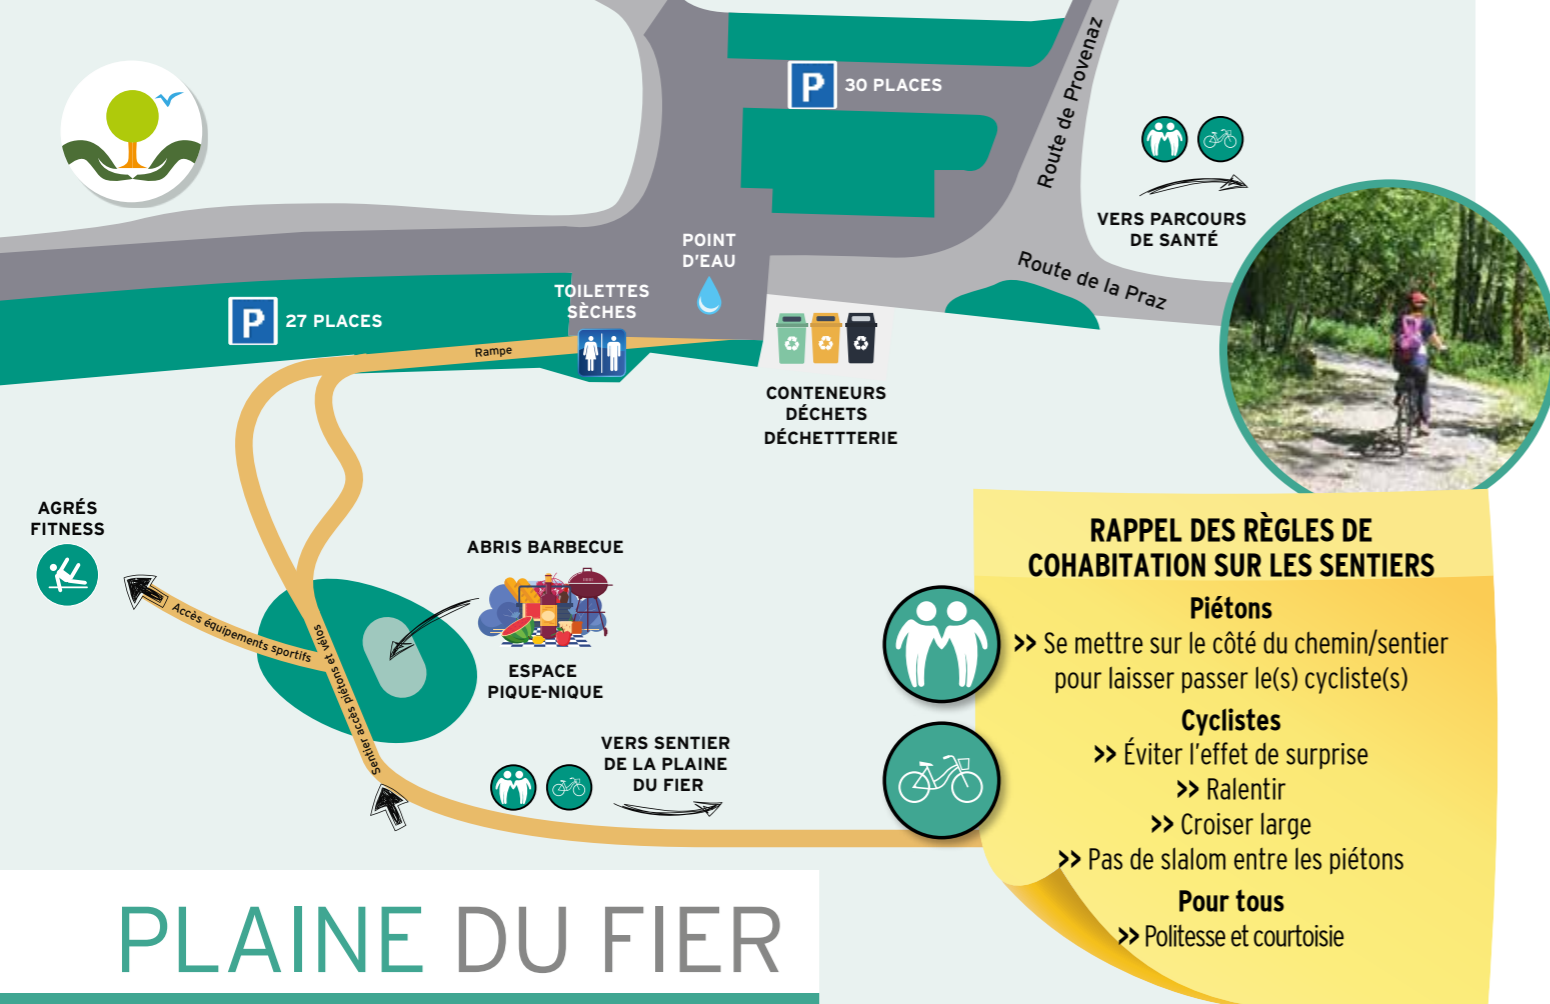 P 30 PLACES
Route de Provenaz
VERS PARCOURS
DE SANTÉ
POINT
D'EAU
Route de la Praz
TOILETTES
SÈCHES
P 27 PLACES
Rampe
CONTENEURS
DÉCHETS
DÉCHETTTERIE
AGRÉS
FITNESS
ABRIS BARBECUE
Accès équipements sportifs
Sentier accès piétons et vélos
ESPACE
PIQUE-NIQUE
VERS SENTIER
DE LA PLAINE
DU FIER
RAPPEL DES RÈGLES DE
COHABITATION SUR LES SENTIERS
Piétons
>> Se mettre sur le côté du chemin/sentier
pour laisser passer le(s) cycliste(s)
Cyclistes
>> Éviter l'effet de surprise
>> Ralentir
>> Croiser large
>> Pas de slalom entre les piétons
Pour tous
>> Politesse et courtoisie
PLAINE DU FIER